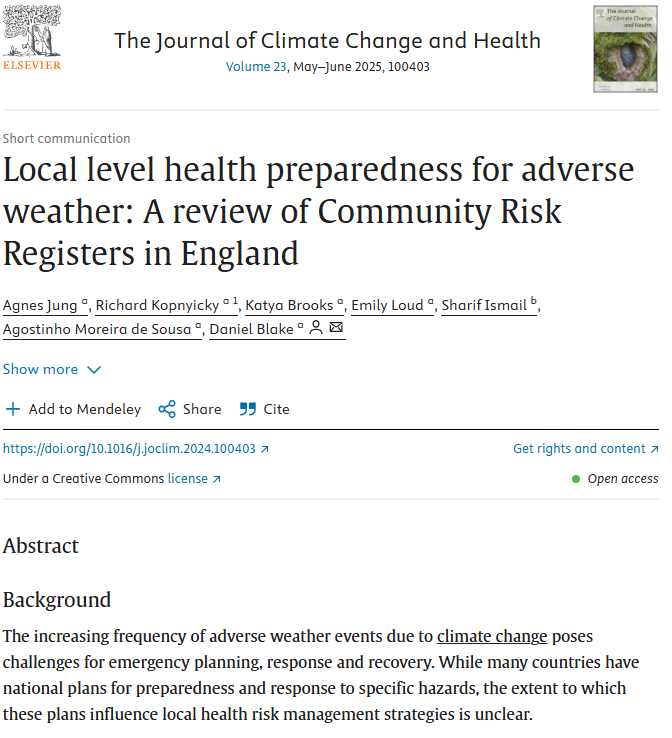 ELSEVIER
The Journal of Climate Change and Health
Volume 23, May–June 2025, 100403
The Journal
of Climate Change
and Health
Short communication
Local level health preparedness for adverse
weather: A review of Community Risk
Registers in England
Agnes Jung a, Richard Kopnyicky a 1, Katya Brooks a, Emily Loud a, Sharif Ismail b,
Agostinho Moreira de Sousa a, Daniel Blake a
Show more
Add to Mendeley Share Cite
https://doi.org/10.1016/j.joclim.2024.100403 Get rights and content
Under a Creative Commons license Open access
Abstract
Background
The increasing frequency of adverse weather events due to climate change poses
challenges for emergency planning, response and recovery. While many countries have
national plans for preparedness and response to specific hazards, the extent to which
these plans influence local health risk management strategies is unclear.